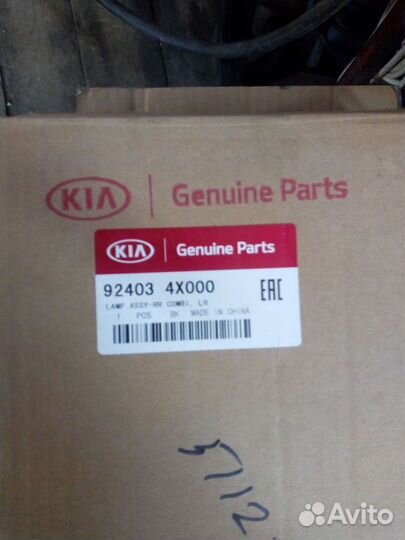 KIA Genuine Parts
KIA Genuine Parts
92403 4X000 EAC
LAMP ASSY-RR COMBI, LH
1 PCS BK MADE IN CHINA
5112
Avito